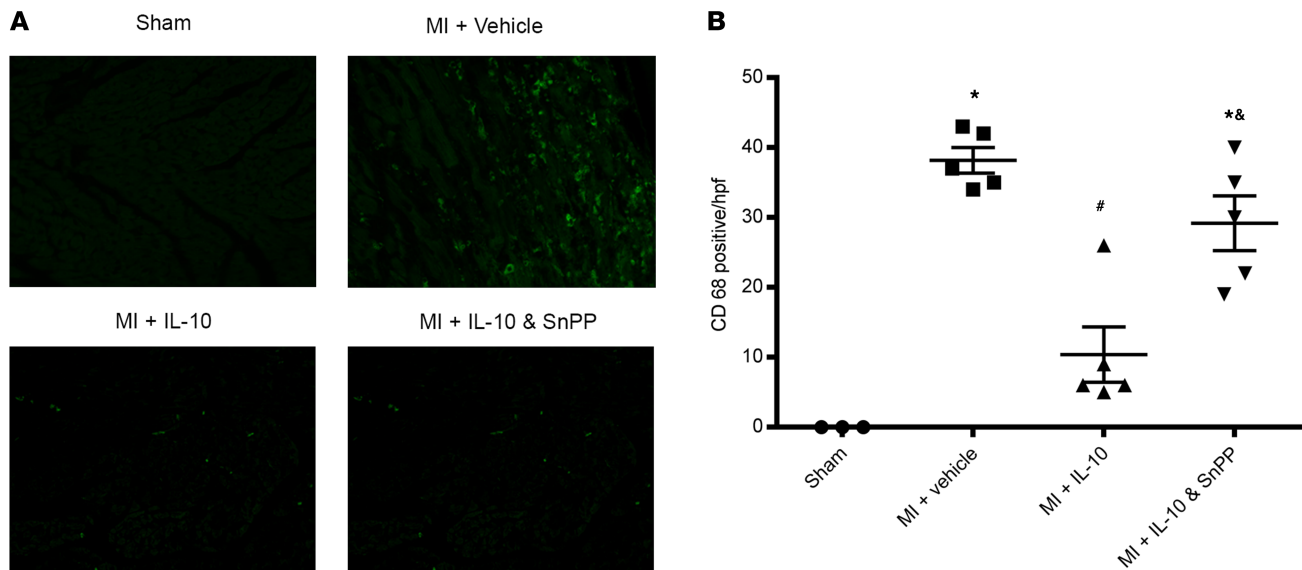 A
Sham
MI + Vehicle
MI + IL-10
MI + IL-10 & SnPP
B
CD 68 positive/hpf
50
40
30
20
10
0
*
#
*&
Sham
MI + vehicle
MI + IL-10
MI + IL-10 & SnPP